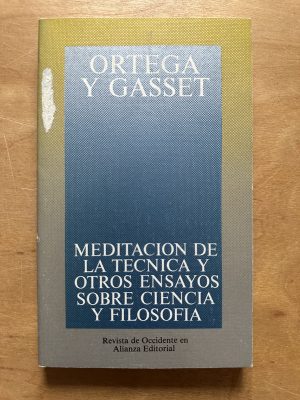 ORTEGA
Y GASSET
MEDITACION DE
LA TECNICA Y
OTROS ENSAYOS
SOBRE CIENCIA
Y FILOSOFIA
Revista de Occidente en
Alianza Editorial